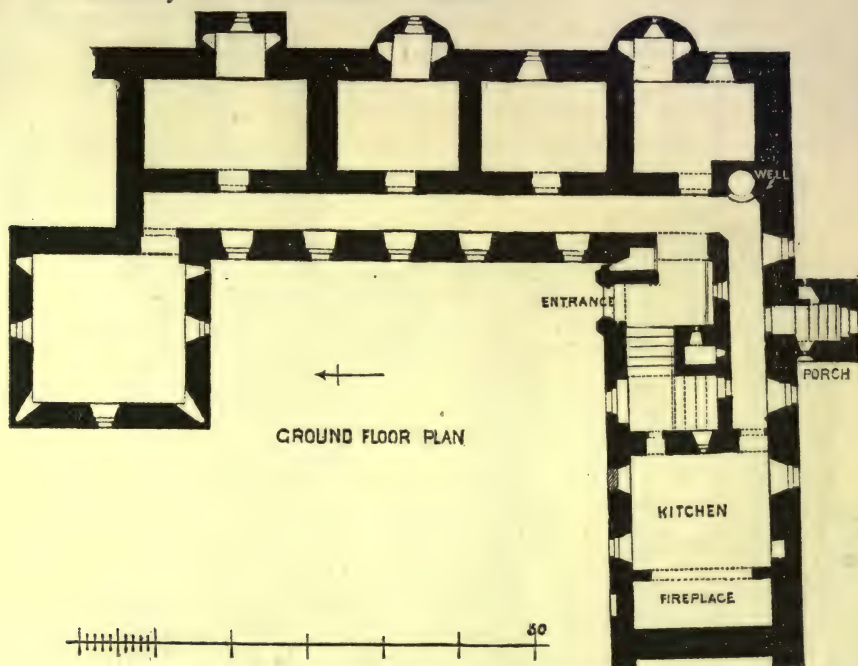 WELL
ENTRANCE
PORCH
GROUND FLOOR PLAN
KITCHEN
FIREPLACE
50